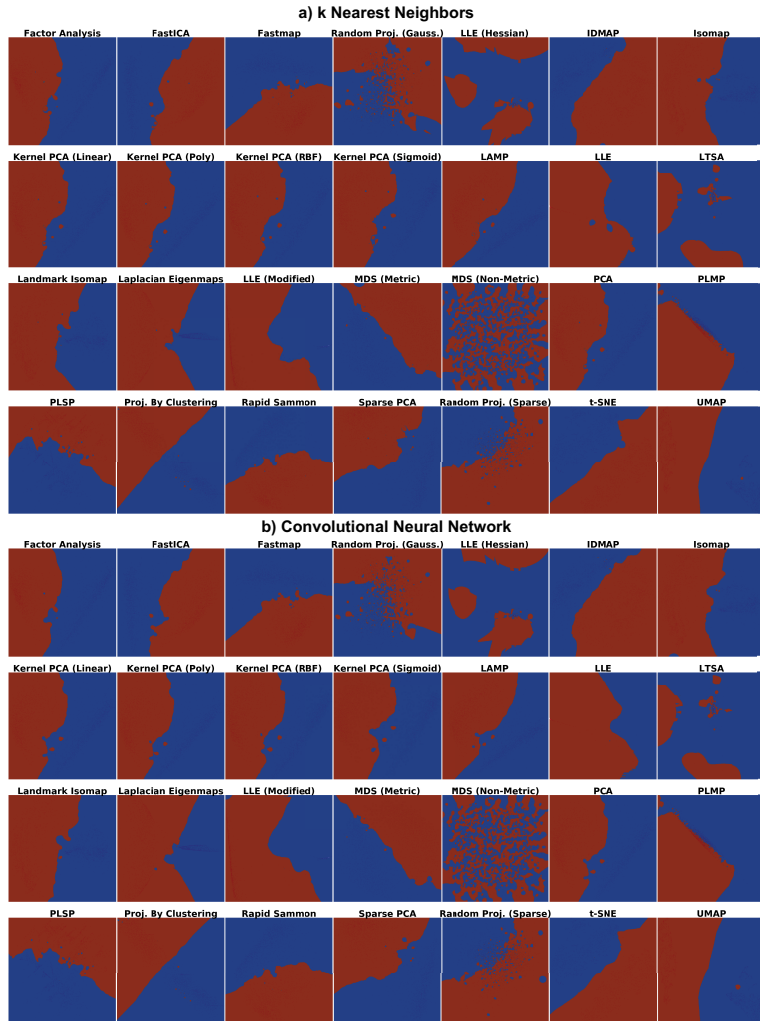 a) k Nearest Neighbors
Factor Analysis FastICA Fastmap Random Proj. (Gauss.) LLE (Hessian) IDMAP Isomap
Kernel PCA (Linear) Kernel PCA (Poly) Kernel PCA (RBF) Kernel PCA (Sigmoid) LAMP LLE LTSA
Landmark Isomap Laplacian Eigenmaps LLE (Modified) MDS (Metric) MDS (Non-Metric) PCA PLMP
PLSP Proj. By Clustering Rapid Sammon Sparse PCA Random Proj. (Sparse) t-SNE UMAP
b) Convolutional Neural Network
Factor Analysis FastICA Fastmap Random Proj. (Gauss.) LLE (Hessian) IDMAP Isomap
Kernel PCA (Linear) Kernel PCA (Poly) Kernel PCA (RBF) Kernel PCA (Sigmoid) LAMP LLE LTSA
Landmark Isomap Laplacian Eigenmaps LLE (Modified) MDS (Metric) MDS (Non-Metric) PCA PLMP
PLSP Proj. By Clustering Rapid Sammon Sparse PCA Random Proj. (Sparse) t-SNE UMAP